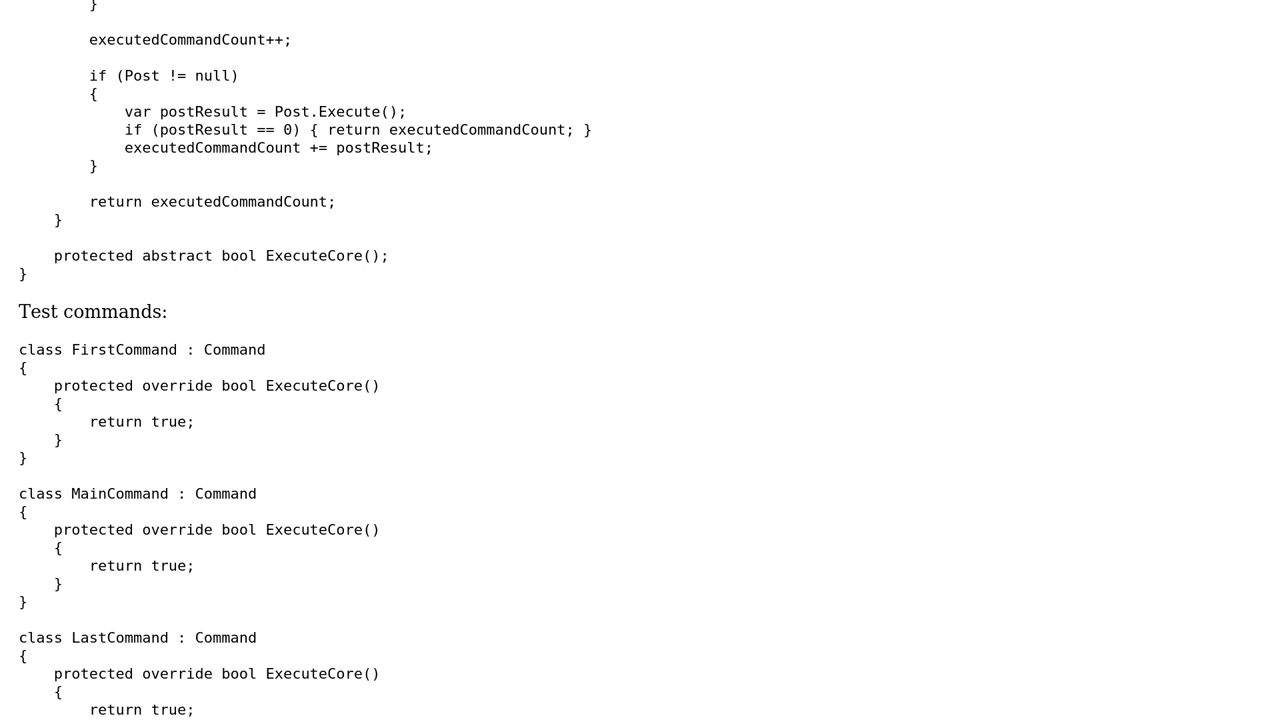 }

        executedCommandCount++;

        if (Post != null)
        {
            var postResult = Post.Execute();
            if (postResult == 0) { return executedCommandCount; }
            executedCommandCount += postResult;
        }

        return executedCommandCount;
    }

    protected abstract bool ExecuteCore();
}
Test commands:
class FirstCommand : Command
{
    protected override bool ExecuteCore()
    {
        return true;
    }
}

class MainCommand : Command
{
    protected override bool ExecuteCore()
    {
        return true;
    }
}

class LastCommand : Command
{
    protected override bool ExecuteCore()
    {
        return true;